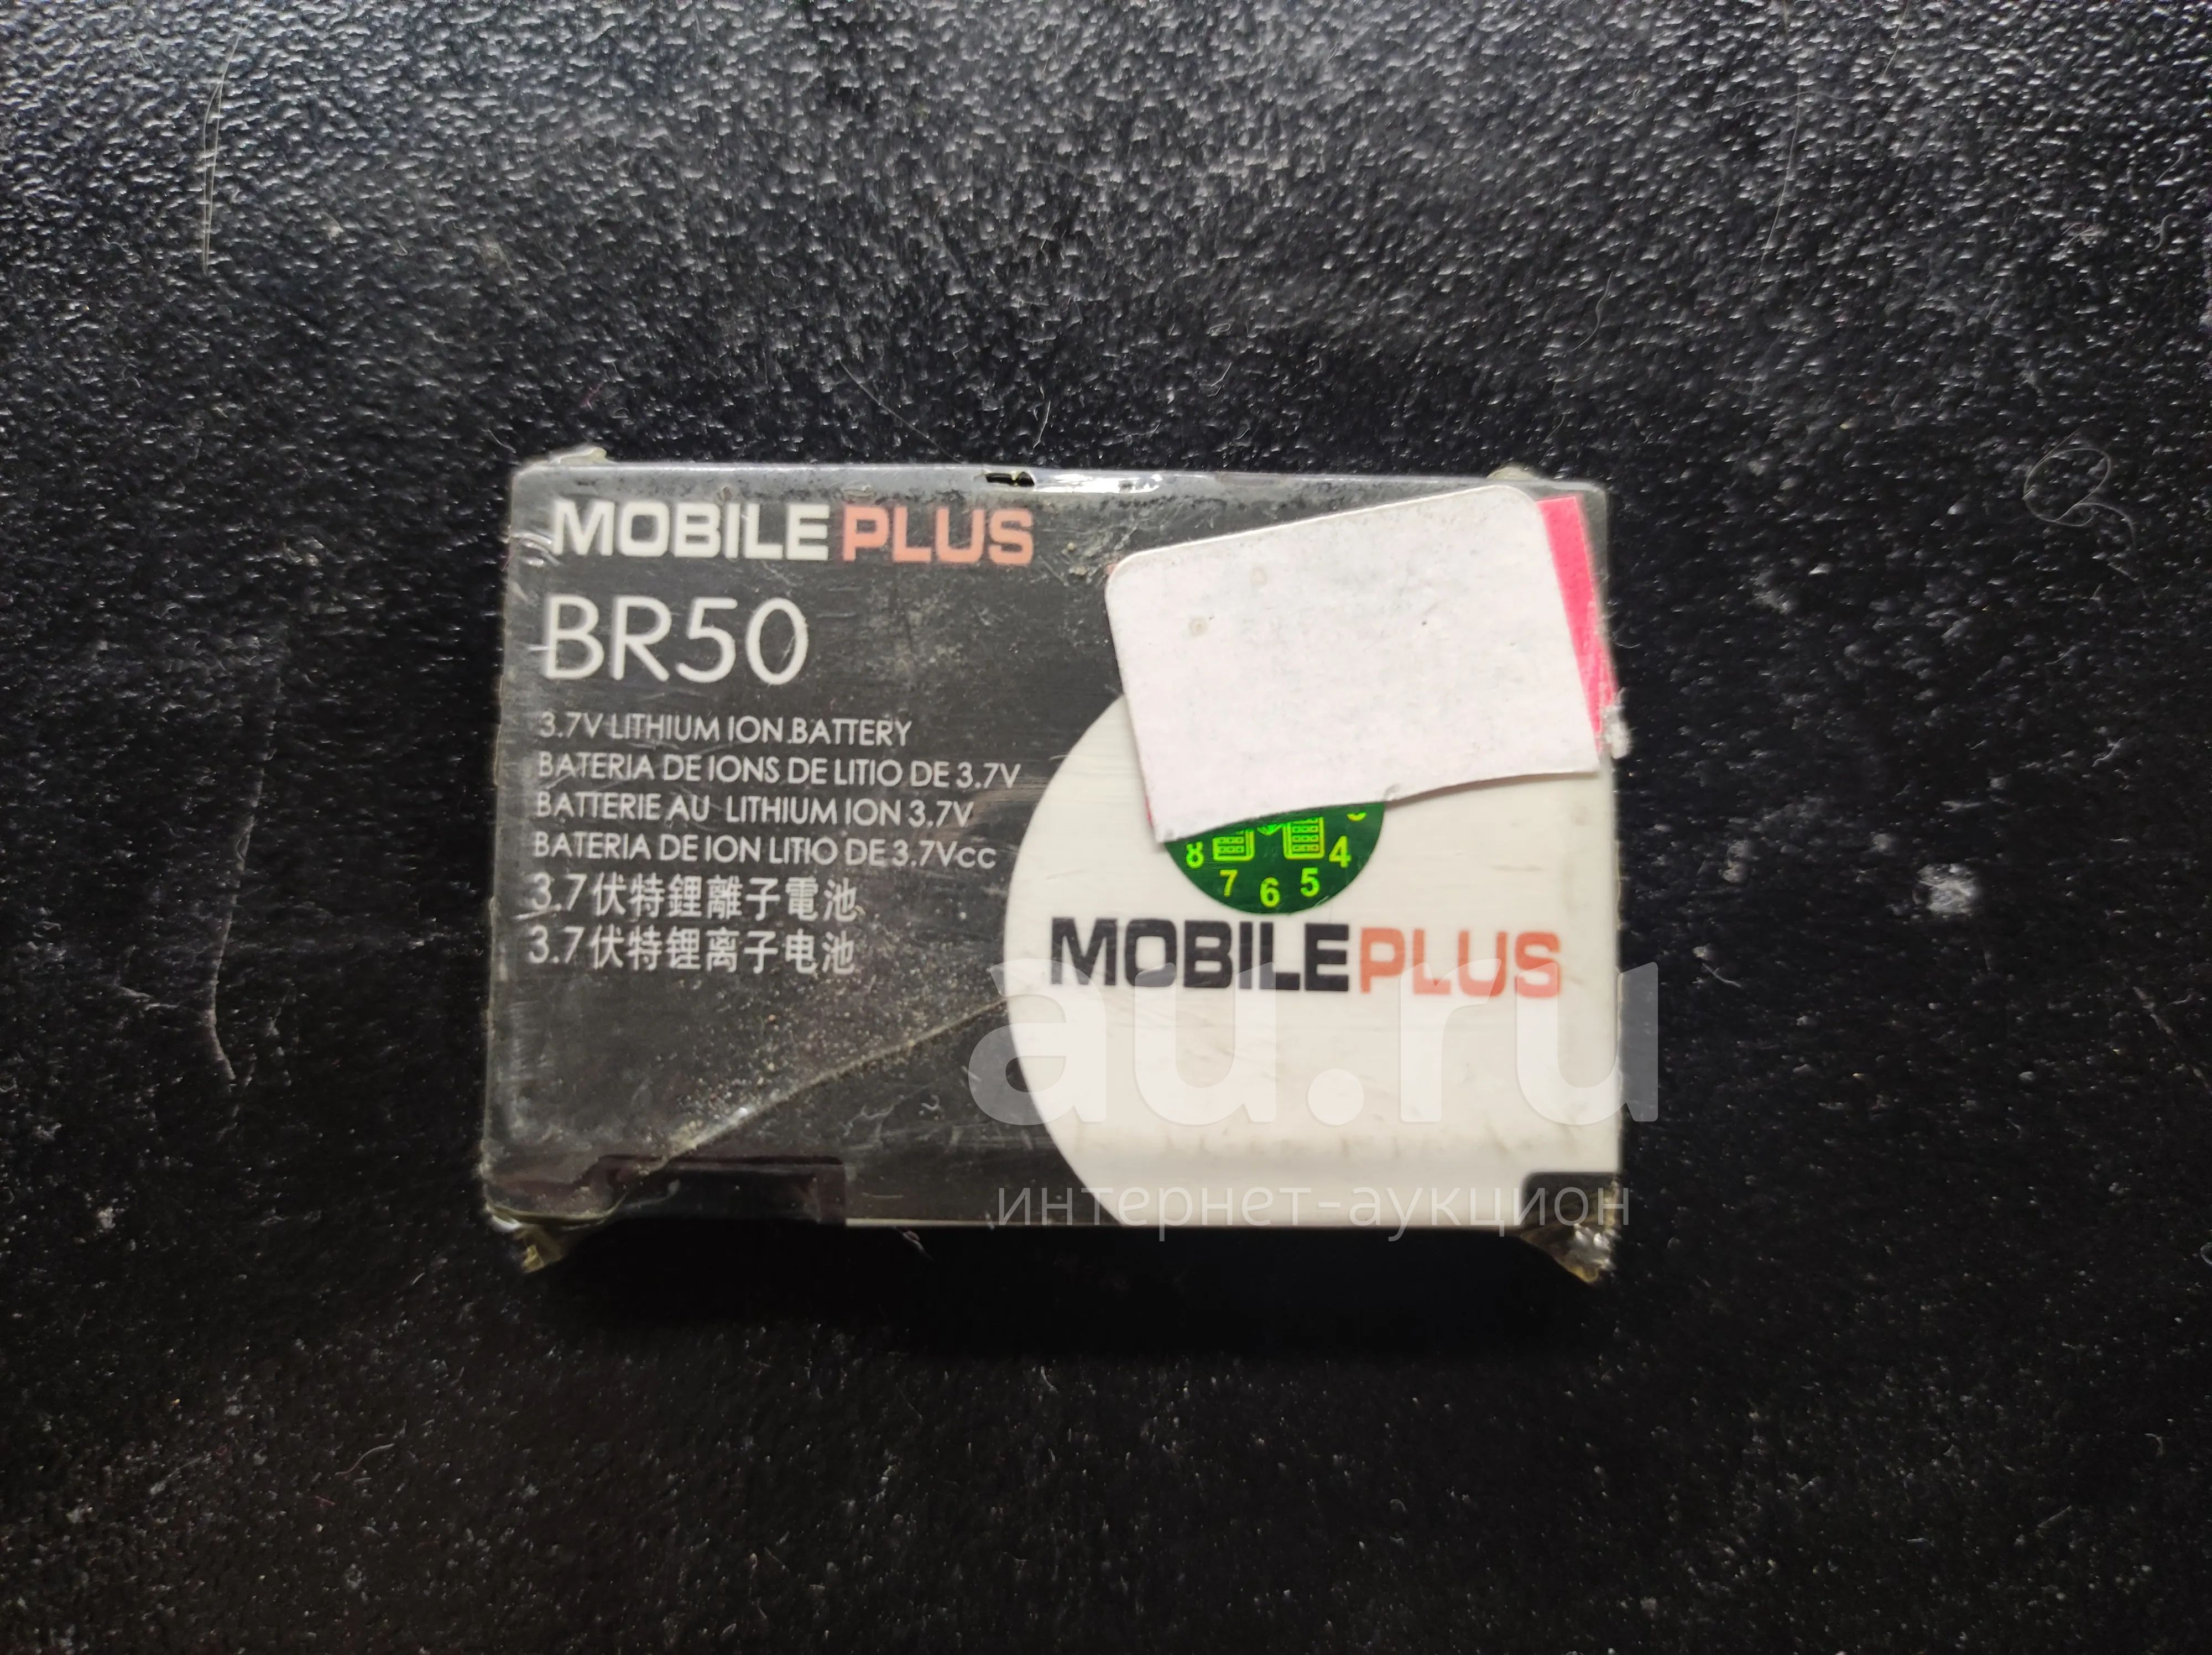 MOBILE PLUS
BR50
3.7V LITHIUM ION BATTERY
BATERIA DE IONS DE LITIO DE 3.7V
BATTERIE AU LITHIUM ION 3.7V
BATERIA DE ION LITIO DE 3.7Vcc
3.7伏特鋰離子電池
3.7伏特锂离子电池
8 4
7 6 5
MOBILEPLUS
au.ru
интернет-аукцион